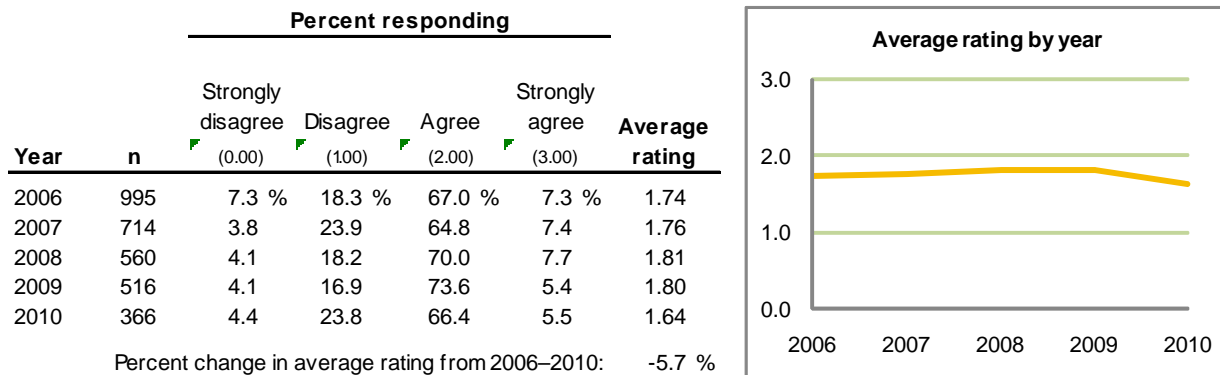 Percent responding
Strongly disagree (0.00) Disagree (1.00) Agree (2.00) Strongly agree (3.00)
Year n Average rating
2006 995 7.3 % 18.3 % 67.0 % 7.3 % 1.74
2007 714 3.8 23.9 64.8 7.4 1.76
2008 560 4.1 18.2 70.0 7.7 1.81
2009 516 4.1 16.9 73.6 5.4 1.80
2010 366 4.4 23.8 66.4 5.5 1.64
Percent change in average rating from 2006–2010: -5.7 %
Average rating by year
3.0
2.0
1.0
0.0
2006 2007 2008 2009 2010